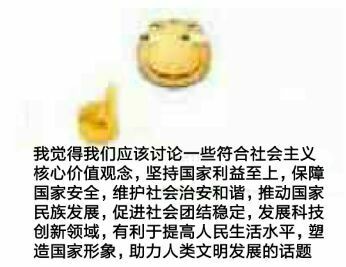 我觉得我们应该讨论一些符合社会主义
核心价值观念，坚持国家利益至上，保障
国家安全，维护社会治安和谐，推动国家
民族发展，促进社会团结稳定，发展科技
创新领域，有利于提高人民生活水平，塑
造国家形象，助力人类文明发展的话题